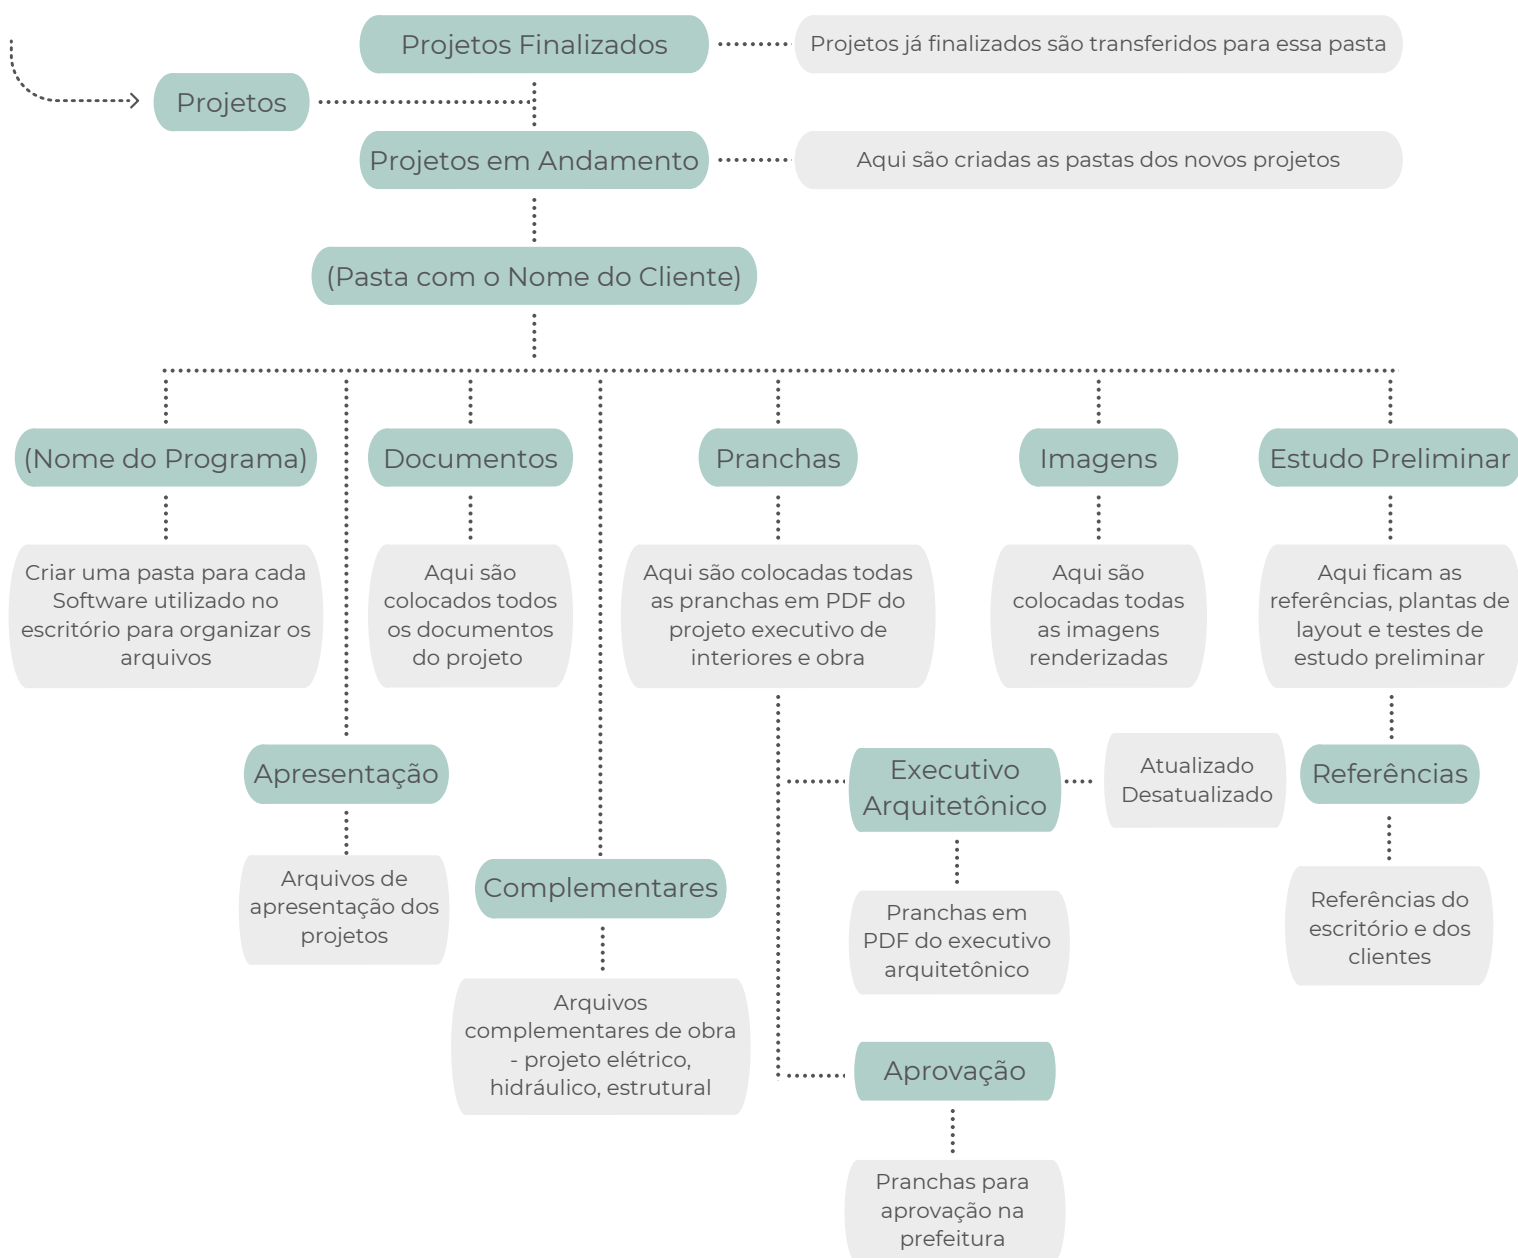 Projetos Finalizados
Projetos já finalizados são transferidos para essa pasta
Projetos
Projetos em Andamento
Aqui são criadas as pastas dos novos projetos
(Pasta com o Nome do Cliente)
(Nome do Programa)
Documentos
Pranchas
Imagens
Estudo Preliminar
Criar uma pasta para cada
Software utilizado no
escritório para organizar os
arquivos
Aqui são
colocados todos
os documentos
do projeto
Aqui são colocadas todas
as pranchas em PDF do
projeto executivo de
interiores e obra
Aqui são
colocadas todas
as imagens
renderizadas
Aqui ficam as
referências, plantas de
layout e testes de
estudo preliminar
Apresentação
Executivo
Arquitetônico
Atualizado
Desatualizado
Referências
Arquivos de
apresentação dos
projetos
Complementares
Pranchas em
PDF do executivo
arquitetônico
Referências do
escritório e dos
clientes
Arquivos
complementares de obra
- projeto elétrico,
hidráulico, estrutural
Aprovação
Pranchas para
aprovação na
prefeitura